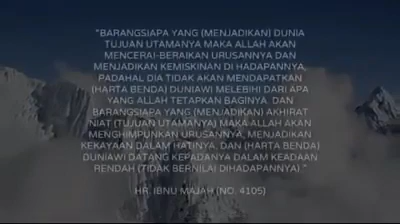 "BARANGSIAPA YANG (MENJADIKAN) DUNIA
TUJUAN UTAMANYA MAKA ALLAH AKAN
MENCERAI-BERAIKAN URUSANNYA DAN
MENJADIKAN KEMISKINAN DI HADAPANNYA,
PADAHAL DIA TIDAK AKAN MENDAPATKAN
(HARTA BENDA) DUNIAWI MELEBIHI DARI APA
YANG ALLAH TETAPKAN BAGINYA. DAN
BARANGSIAPA YANG (MENJADIKAN) AKHIRAT
NIAT (TUJUAN UTAMANYA) MAKA ALLAH AKAN
MENGHIMPUNKAN URUSANNYA, MENJADIKAN
KEKAYAAN DALAM HATINYA, DAN (HARTA BENDA)
DUNIAWI DATANG KEPADANYA DALAM KEADAAN
RENDAH (TIDAK BERNILAI DIHADAPANNYA)."
HR. IBNU MAJAH (NO. 4105)